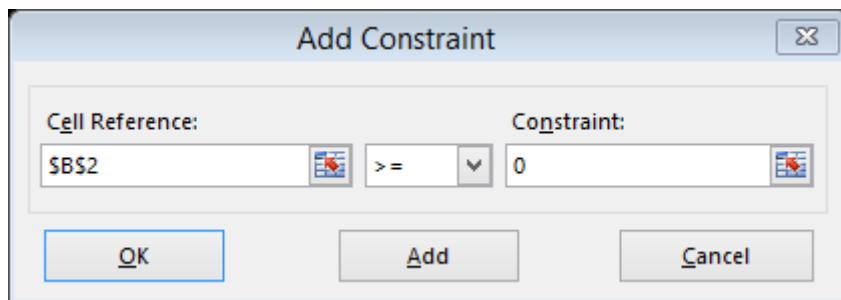 Add Constraint
Cell Reference: Constraint:
$B$2 >= 0
OK Add Cancel